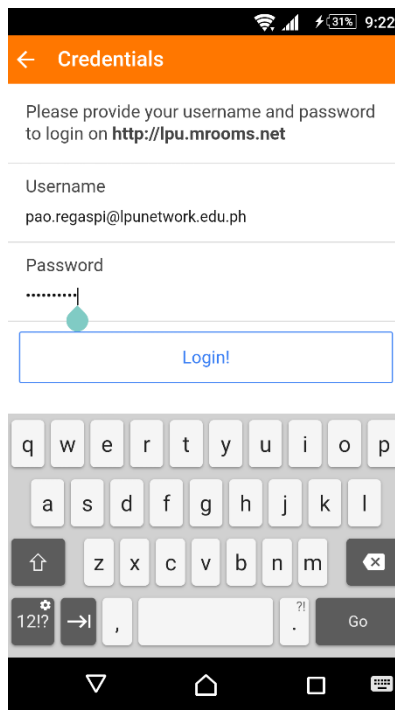 31% 9:22
Credentials
Please provide your username and password
to login on http://lpu.mrooms.net
Username
pao.regaspi@lpunetwork.edu.ph
Password
••••••••••
Login!
q w e r t y u i o p
a s d f g h j k l
z x c v b n m
12!? , ?! . Go